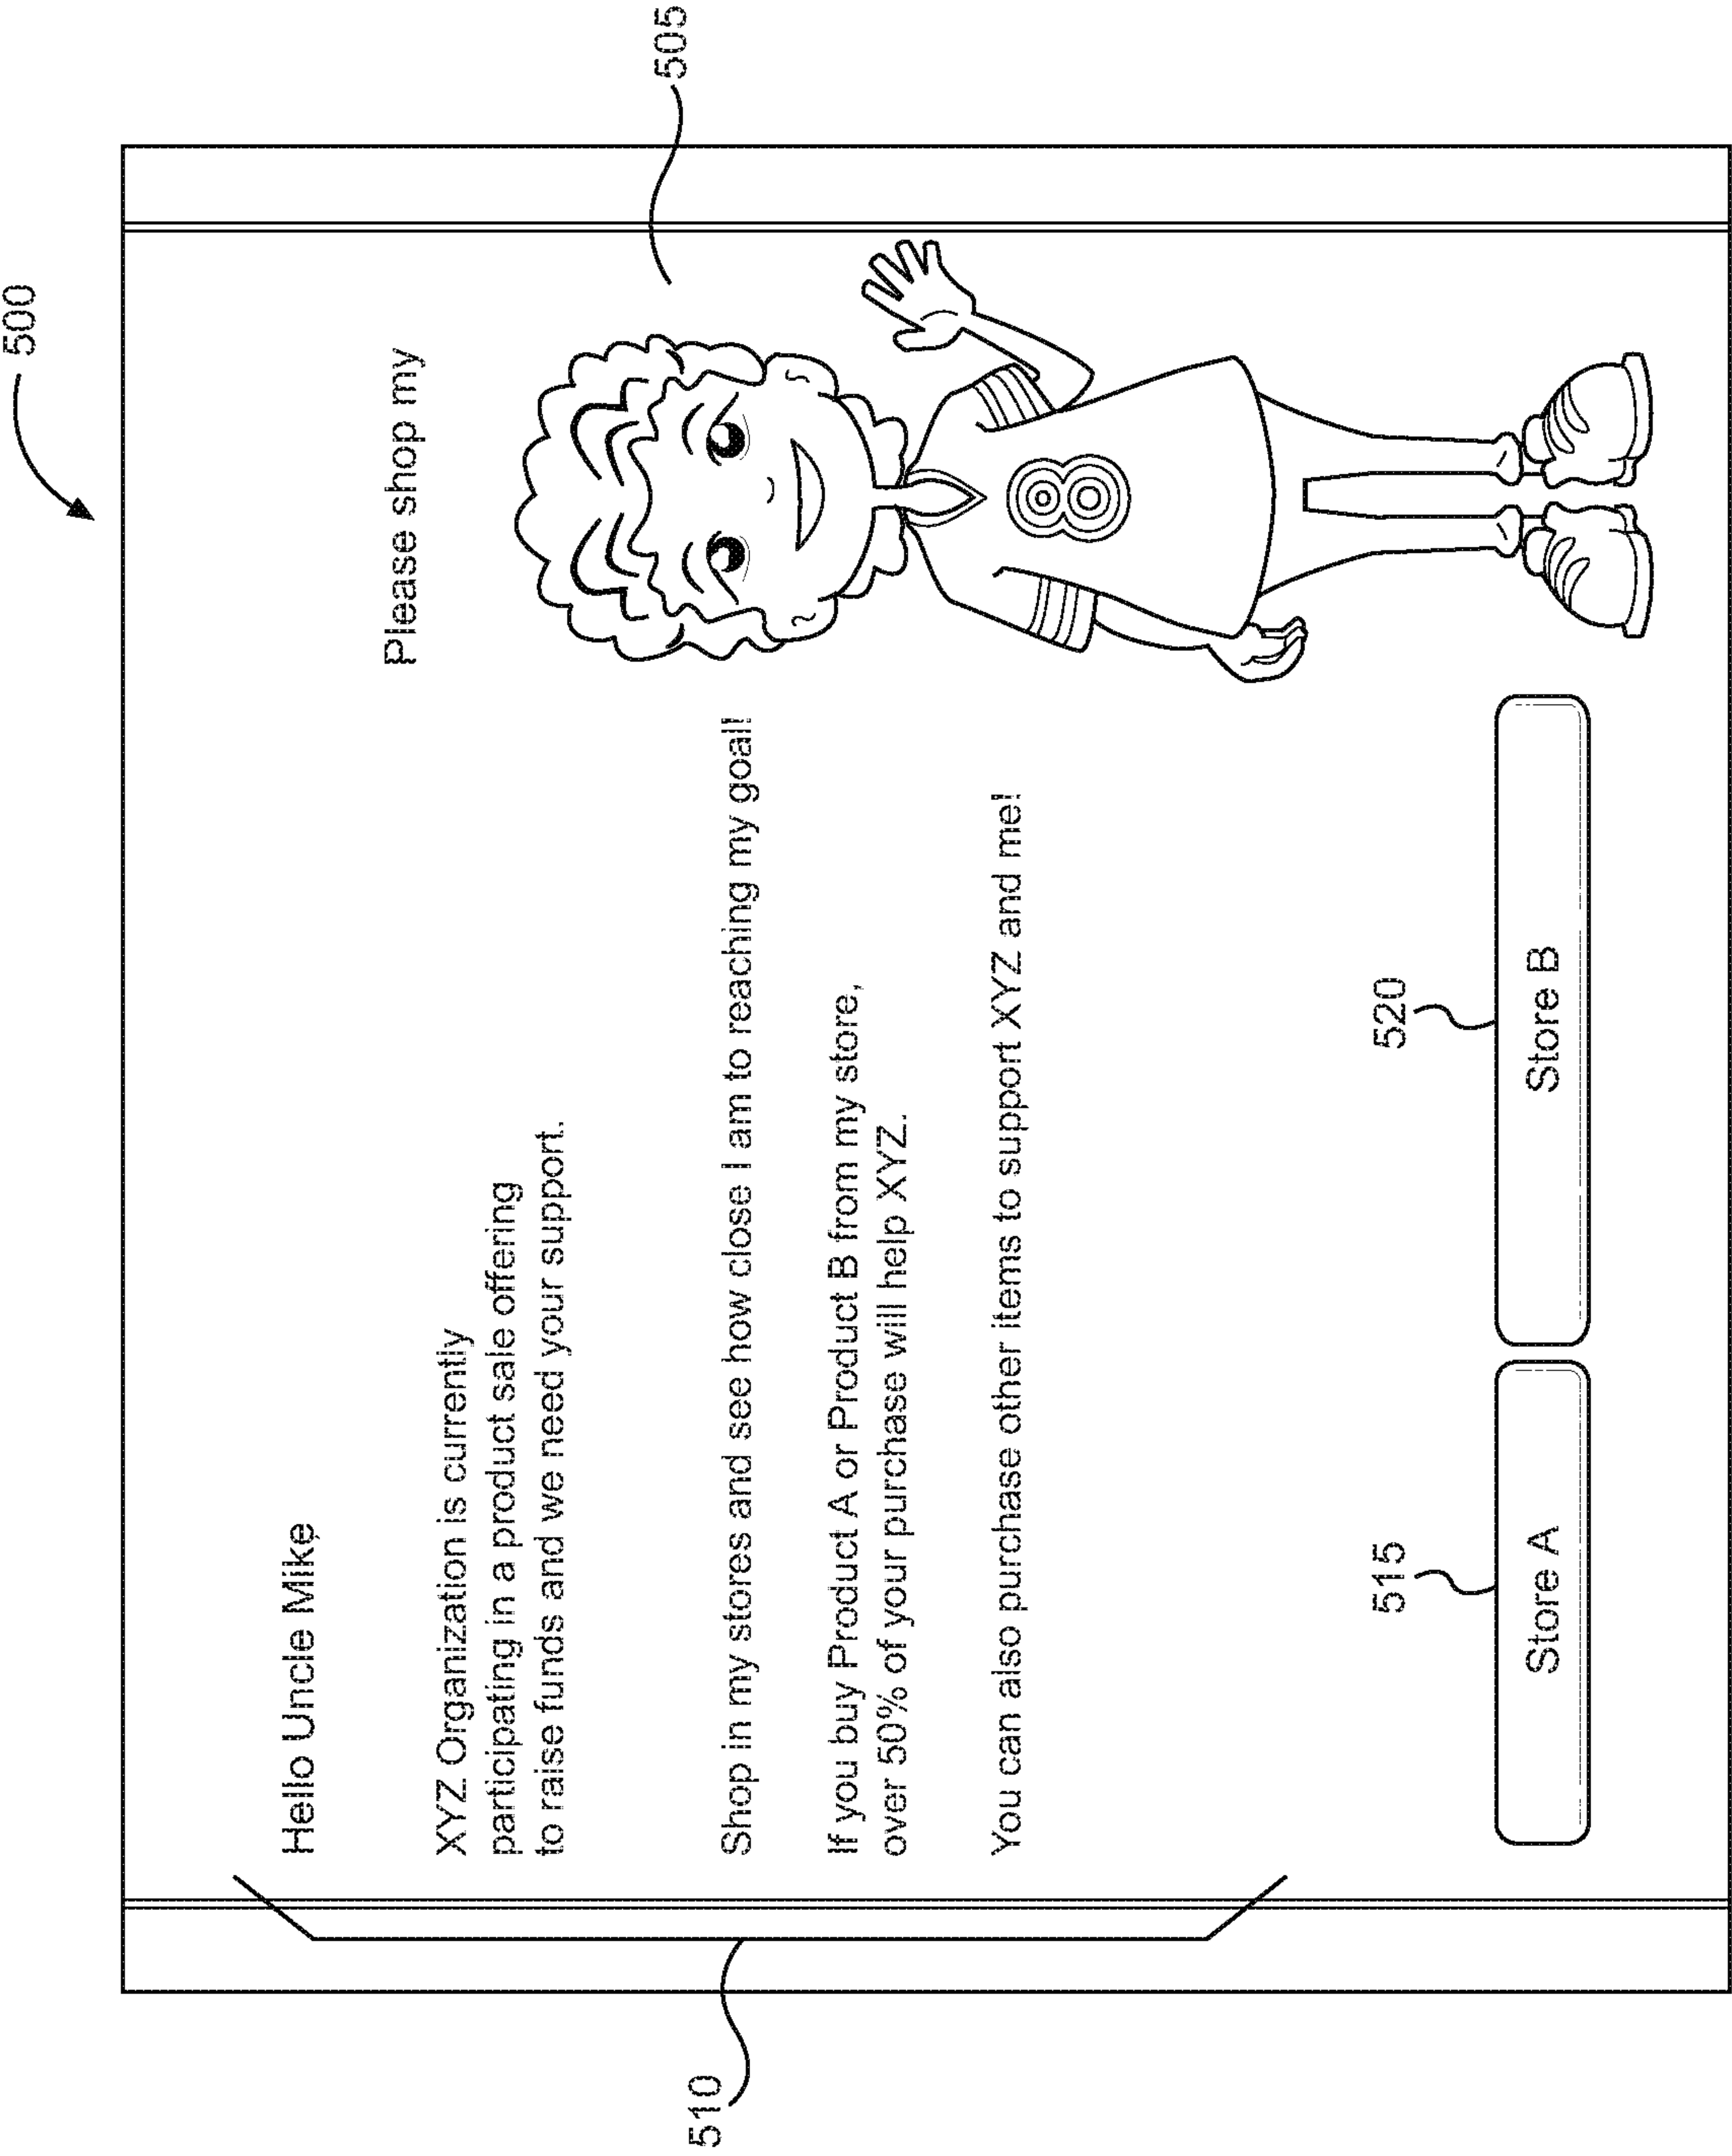 500
505
Please shop my
Hello Uncle Mike
XYZ Organization is currently
participating in a product sale offering
to raise funds and we need your support.
Shop in my stores and see how close I am to reaching my goal!
If you buy Product A or Product B from my store,
over 50% of your purchase will help XYZ.
You can also purchase other items to support XYZ and me!
510
515
520
Store A
Store B
8